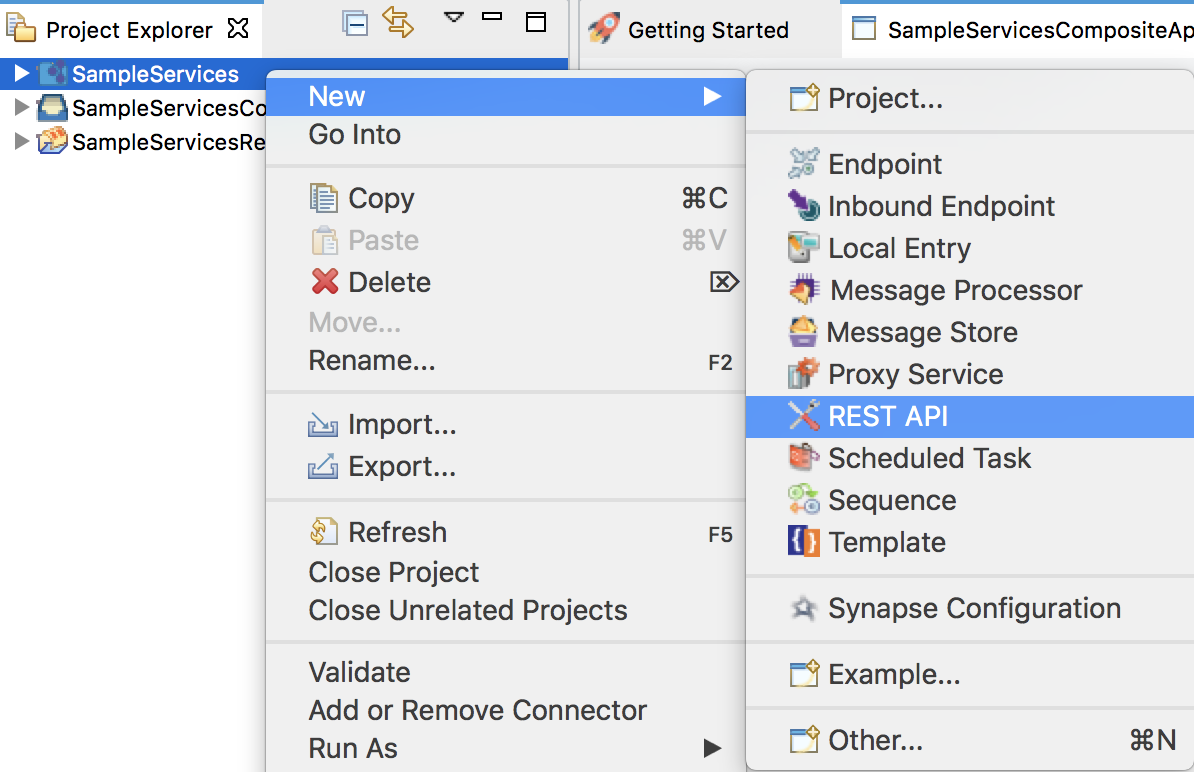 Project Explorer
Getting Started
SampleServicesCompositeAp
SampleServices
SampleServicesCo
SampleServicesRe
New
Go Into
Copy ⌘C
Paste ⌘V
Delete ⌦
Move...
Rename... F2
Import...
Export...
Refresh F5
Close Project
Close Unrelated Projects
Validate
Add or Remove Connector
Run As
Project...
Endpoint
Inbound Endpoint
Local Entry
Message Processor
Message Store
Proxy Service
REST API
Scheduled Task
Sequence
Template
Synapse Configuration
Example...
Other... ⌘N